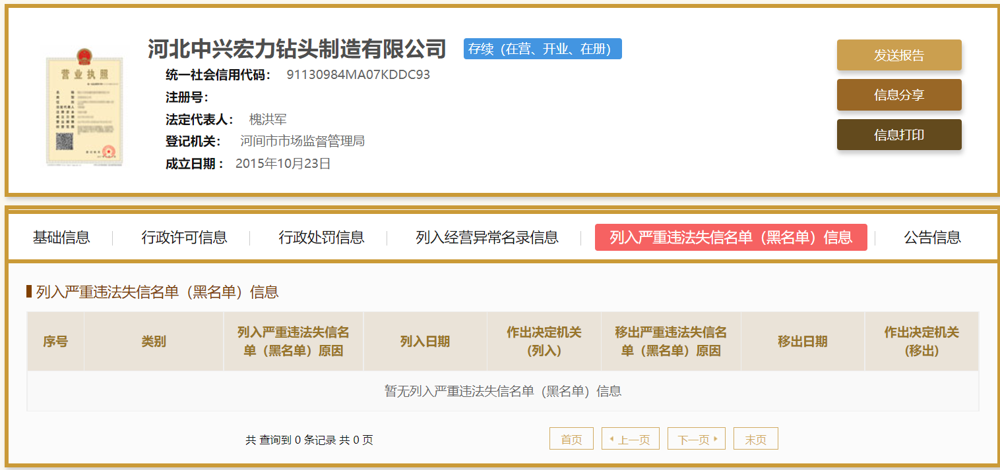 河北中兴宏力钻头制造有限公司 存续（在营、开业、在册）
统一社会信用代码： 91130984MA07KDDC93
注册号：
法定代表人： 槐洪军
登记机关： 河间市市场监督管理局
成立日期： 2015年10月23日
营业执照
发送报告
信息分享
信息打印
基础信息 行政许可信息 行政处罚信息 列入经营异常名录信息 列入严重违法失信名单（黑名单）信息 公告信息
列入严重违法失信名单（黑名单）信息
序号 类别 列入严重违法失信名单（黑名单）原因 列入日期 作出决定机关(列入) 移出严重违法失信名单（黑名单）原因 移出日期 作出决定机关(移出)
暂无列入严重违法失信名单（黑名单）信息
共 查询到 0 条记录 共 0 页 首页 上一页 下一页 末页